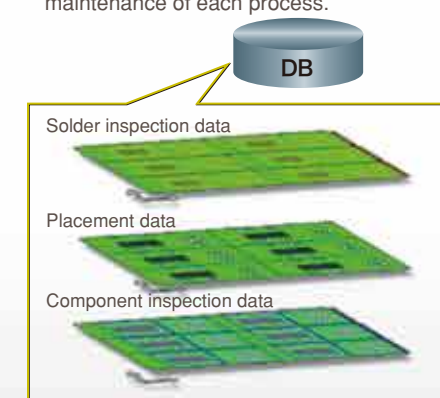 maintenance of each process.
DB
Solder inspection data
Placement data
Component inspection data